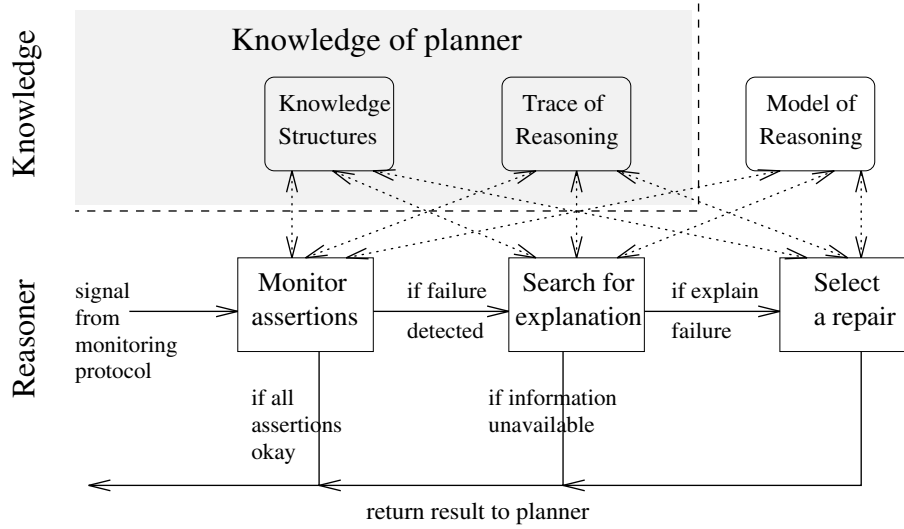 Knowledge
Knowledge of planner
Knowledge
Structures
Trace of
Reasoning
Model of
Reasoning
Reasoner
signal
from
monitoring
protocol
Monitor
assertions
if failure
detected
Search for
explanation
if explain
failure
Select
a repair
if all
assertions
okay
if information
unavailable
return result to planner